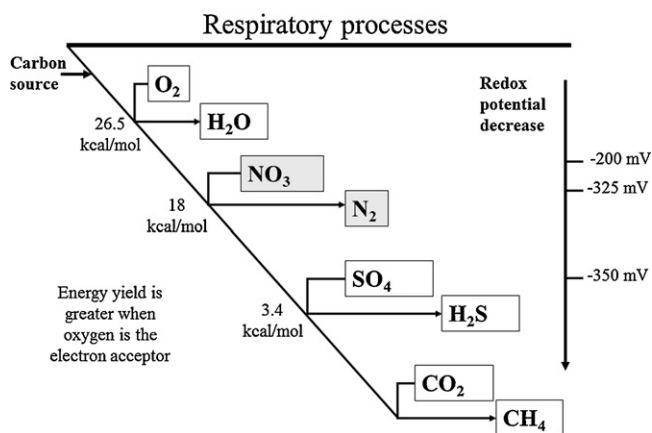 Respiratory processes
Carbon
source
O₂
H₂O
26.5
kcal/mol
Redox
potential
decrease
-200 mV
-325 mV
NO₃
N₂
18
kcal/mol
-350 mV
SO₄
H₂S
3.4
kcal/mol
Energy yield is
greater when
oxygen is the
electron acceptor
CO₂
CH₄